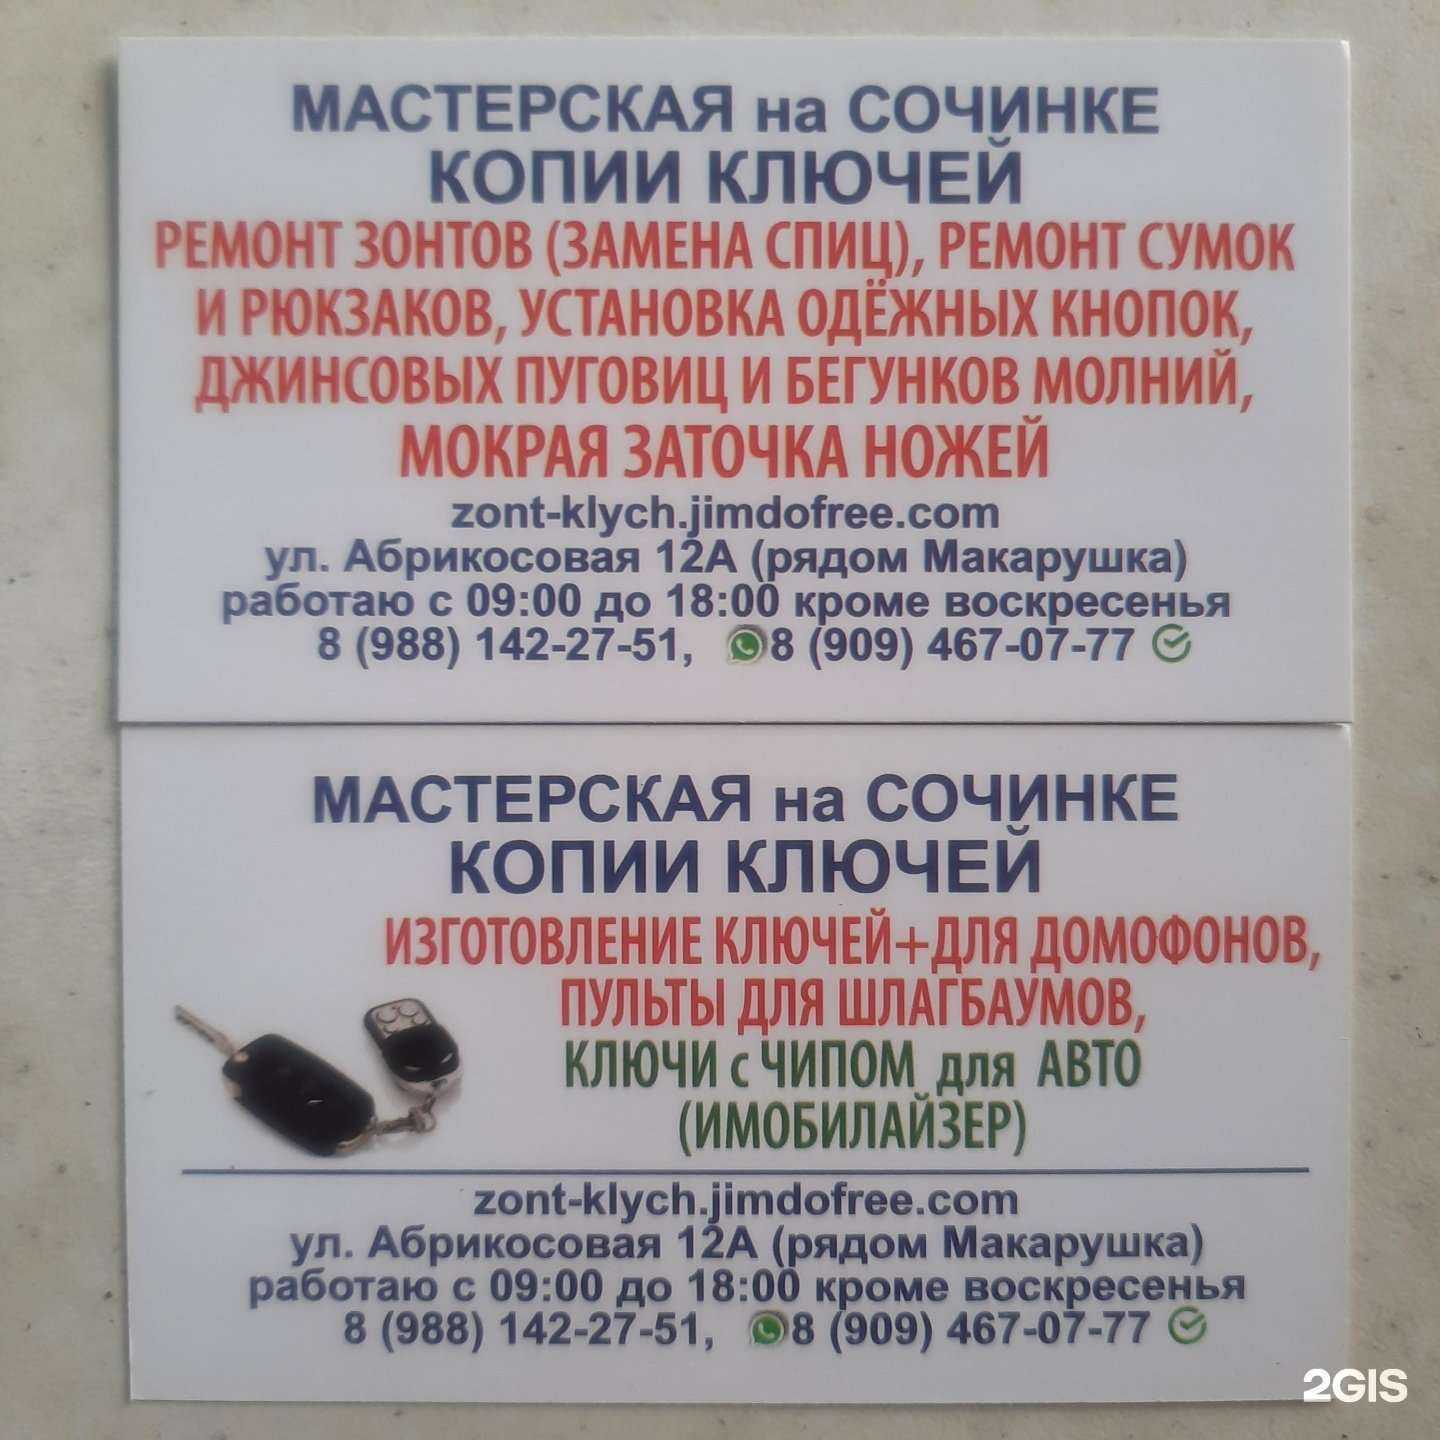 МАСТЕРСКАЯ на СОЧИНКЕ
КОПИИ КЛЮЧЕЙ
РЕМОНТ ЗОНТОВ (ЗАМЕНА СПИЦ), РЕМОНТ СУМОК
И РЮКЗАКОВ, УСТАНОВКА ОДЁЖНЫХ КНОПОК,
ДЖИНСОВЫХ ПУГОВИЦ И БЕГУНКОВ МОЛНИЙ,
МОКРАЯ ЗАТОЧКА НОЖЕЙ
zont-klych.jimdofree.com
ул. Абрикосовая 12А (рядом Макарушка)
работаю с 09:00 до 18:00 кроме воскресенья
8 (988) 142-27-51, 8 (909) 467-07-77
МАСТЕРСКАЯ на СОЧИНКЕ
КОПИИ КЛЮЧЕЙ
ИЗГОТОВЛЕНИЕ КЛЮЧЕЙ+ДЛЯ ДОМОФОНОВ,
ПУЛЬТЫ ДЛЯ ШЛАГБАУМОВ,
КЛЮЧИ с ЧИПОМ для АВТО
(ИМОБИЛАЙЗЕР)
zont-klych.jimdofree.com
ул. Абрикосовая 12А (рядом Макарушка)
работаю с 09:00 до 18:00 кроме воскресенья
8 (988) 142-27-51, 8 (909) 467-07-77
2GIS